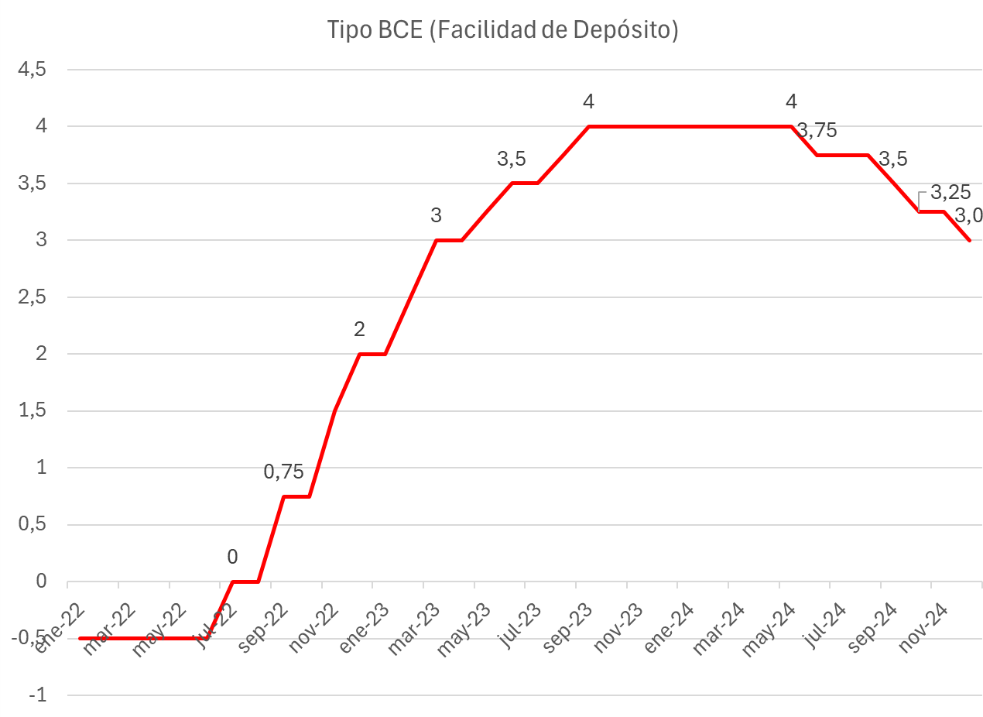 Tipo BCE (Facilidad de Depósito)
4,5
4
3,5
3
2,5
2
1,5
1
0,5
0
-0,5
-1
0
0,75
2
3
3,5
4
4
3,75
3,5
3,25
3,0
ene-22
mar-22
may-22
jul-22
sep-22
nov-22
ene-23
mar-23
may-23
jul-23
sep-23
nov-23
ene-24
mar-24
may-24
jul-24
sep-24
nov-24